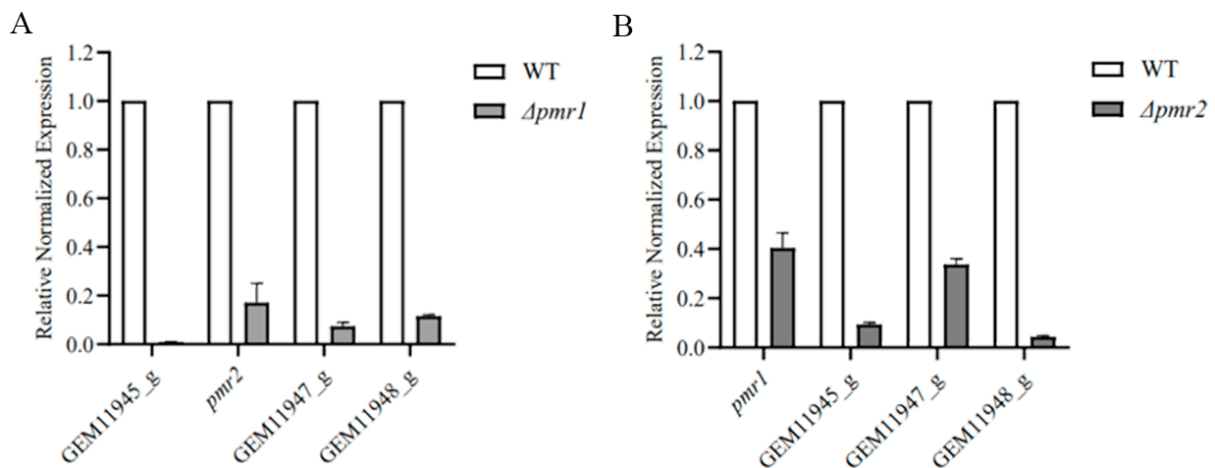 A
Relative Normalized Expression
1.2
1.0
0.8
0.6
0.4
0.2
0.0
GEM11945_g
pmr2
GEM11947_g
GEM11948_g
WT
Δpmr1
B
Relative Normalized Expression
1.2
1.0
0.8
0.6
0.4
0.2
0.0
pmr1
GEM11945_g
GEM11947_g
GEM11948_g
WT
Δpmr2